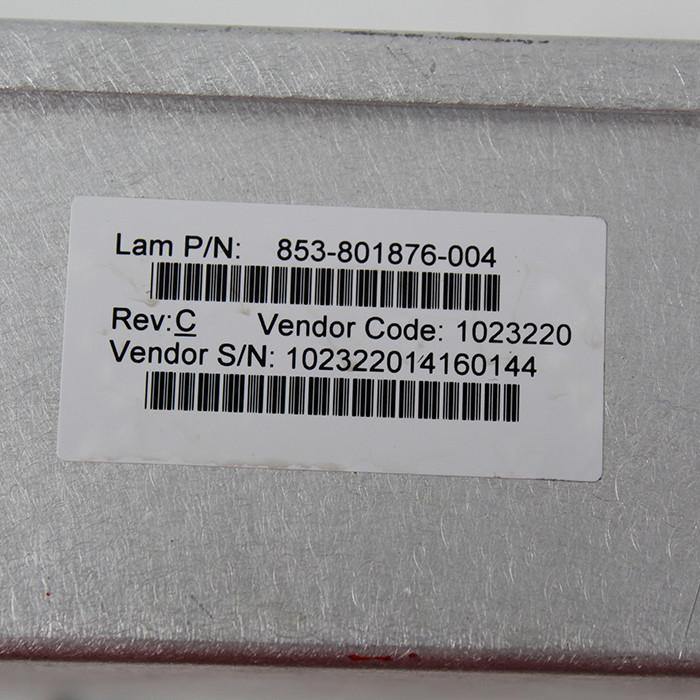 Lam P/N: 853-801876-004
Rev:C Vendor Code: 1023220
Vendor S/N: 102322014160144